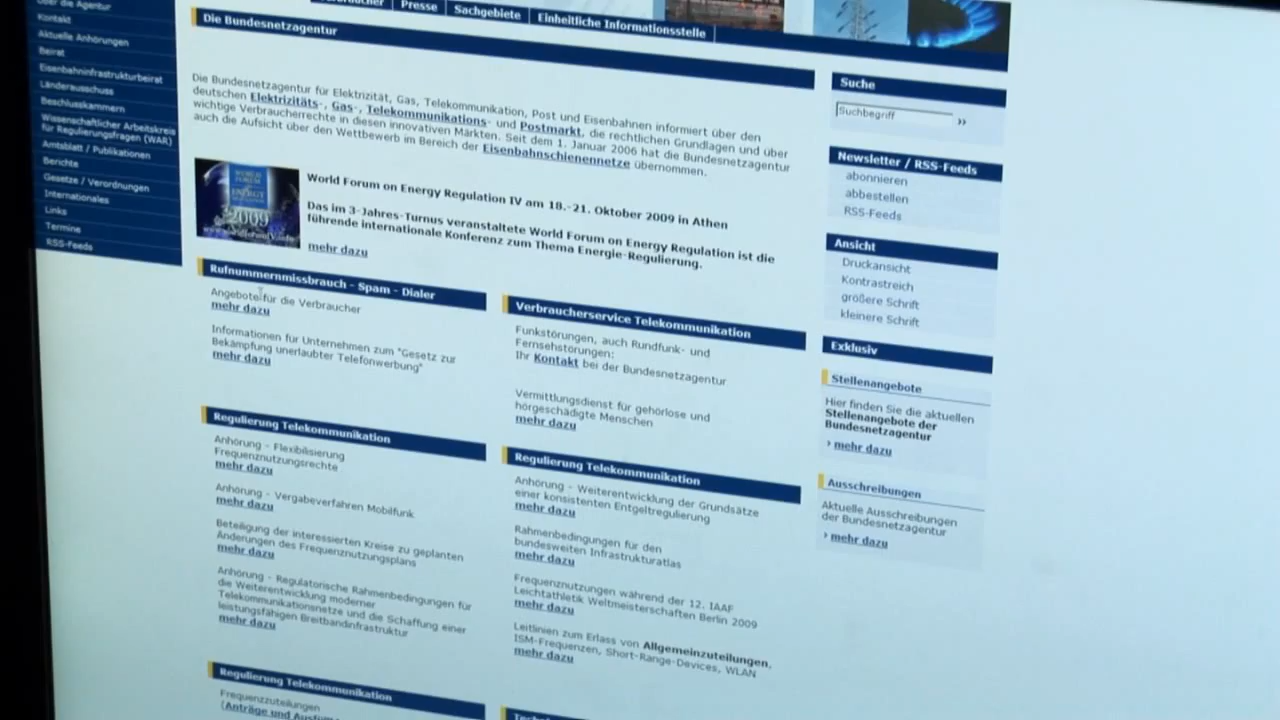 Presse
Sachgebiete
Einheitliche Informationsstelle
Über die Agentur
Kontakt
Aktuelle Anhörungen
Beirat
Eisenbahninfrastrukturbeirat
Länderausschuss
Beschlusskammern
Wissenschaftlicher Arbeitskreis
für Regulierungsfragen (WAR)
Amtsblatt / Publikationen
Berichte
Gesetze / Verordnungen
Internationales
Links
Termine
RSS-Feeds
Die Bundesnetzagentur
Die Bundesnetzagentur für Elektrizität, Gas, Telekommunikation, Post und Eisenbahnen informiert über den
deutschen Elektrizitäts-, Gas-, Telekommunikations- und Postmarkt, die rechtlichen Grundlagen und über
wichtige Verbraucherrechte in diesen innovativen Märkten. Seit dem 1. Januar 2006 hat die Bundesnetzagentur
auch die Aufsicht über den Wettbewerb im Bereich der Eisenbahnschienennetze übernommen.
WORLD
FORUM
ENERGY
2009
World Forum on Energy Regulation IV am 18.-21. Oktober 2009 in Athen
Das im 3-Jahres-Turnus veranstaltete World Forum on Energy Regulation ist die
führende internationale Konferenz zum Thema Energie-Regulierung.
mehr dazu
Rufnummernmissbrauch - Spam - Dialer
Angebote für die Verbraucher
mehr dazu
Informationen für Unternehmen zum "Gesetz zur
Bekämpfung unerlaubter Telefonwerbung"
mehr dazu
Verbraucherservice Telekommunikation
Funkstörungen, auch Rundfunk- und
Fernsehstörungen:
Ihr Kontakt bei der Bundesnetzagentur
Vermittlungsdienst für gehörlose und
hörgeschädigte Menschen
mehr dazu
Regulierung Telekommunikation
Anhörung - Flexibilisierung
Frequenznutzungsrechte
mehr dazu
Anhörung - Vergabeverfahren Mobilfunk
mehr dazu
Beteiligung der interessierten Kreise zu geplanten
Änderungen des Frequenznutzungsplans
mehr dazu
Anhörung - Regulatorische Rahmenbedingungen für
die Weiterentwicklung moderner
Telekommunikationsnetze und die Schaffung einer
leistungsfähigen Breitbandinfrastruktur
mehr dazu
Regulierung Telekommunikation
Anhörung - Weiterentwicklung der Grundsätze
einer konsistenten Entgeltregulierung
mehr dazu
Rahmenbedingungen für den
bundesweiten Infrastrukturatlas
mehr dazu
Frequenznutzungen während der 12. IAAF
Leichtathletik Weltmeisterschaften Berlin 2009
mehr dazu
Leitlinien zum Erlass von Allgemeinzuteilungen,
ISM-Frequenzen, Short-Range-Devices, WLAN
mehr dazu
Regulierung Telekommunikation
Frequenzzuteilungen
(Anträge und
Suche
Suchbegriff ››
Newsletter / RSS-Feeds
abonnieren
abbestellen
RSS-Feeds
Ansicht
Druckansicht
Kontrastreich
größere Schrift
kleinere Schrift
Exklusiv
Stellenangebote
Hier finden Sie die aktuellen
Stellenangebote der
Bundesnetzagentur
› mehr dazu
Ausschreibungen
Aktuelle Ausschreibungen
der Bundesnetzagentur
› mehr dazu